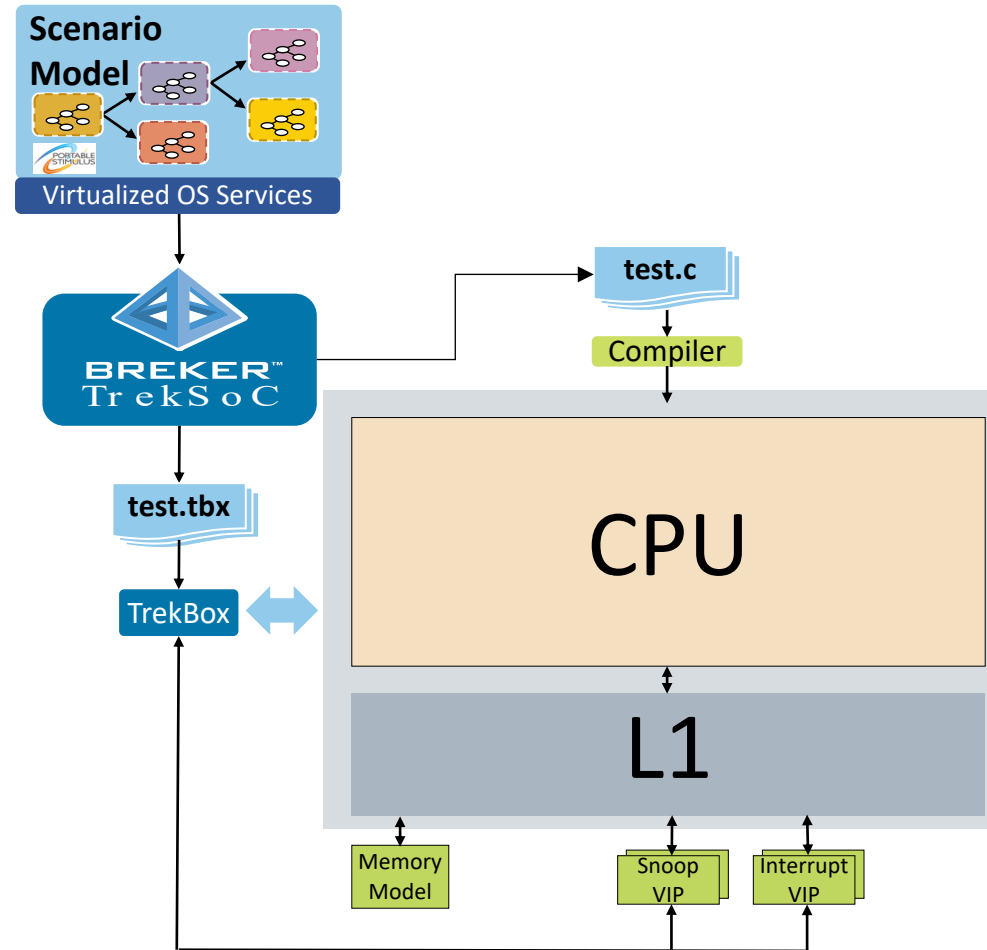 Scenario
Model
PORTABLE
STIMULUS
Virtualized OS Services
BREKER™
TrekSoC
test.c
Compiler
test.tbx
TrekBox
CPU
L1
Memory
Model
Snoop
VIP
Interrupt
VIP